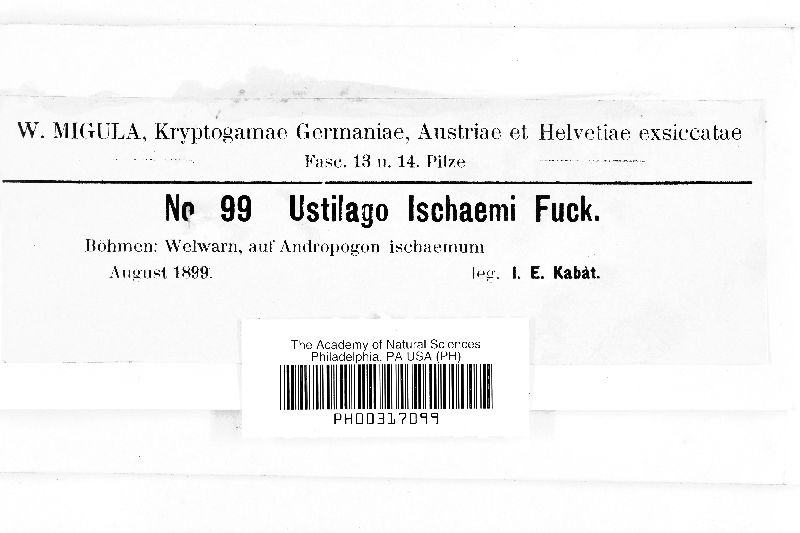 W. MIGULA, Kryptogamae Germaniae, Austriae et Helvetiae exsiccatae
Fasc. 13 u. 14. Pilze
No 99 Ustilago Ischaemi Fuck.
Böhmen: Welwarn, auf Andropogon ischaemum
August 1899.
leg. I. E. Kabàt.
The Academy of Natural Sciences
Philadelphia, PA USA (PH)
PH00317099